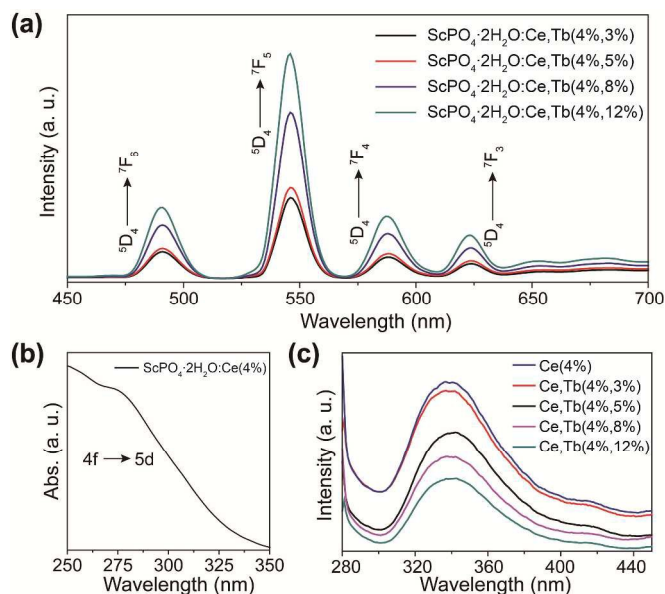 (a)
ScPO₄·2H₂O:Ce,Tb(4%,3%)
ScPO₄·2H₂O:Ce,Tb(4%,5%)
ScPO₄·2H₂O:Ce,Tb(4%,8%)
ScPO₄·2H₂O:Ce,Tb(4%,12%)
⁵D₄ → ⁷F₆
⁵D₄ → ⁷F₅
⁵D₄ → ⁷F₄
⁵D₄ → ⁷F₃
Intensity (a. u.)
450 500 550 600 650 700
Wavelength (nm)
(b)
ScPO₄·2H₂O:Ce(4%)
4f → 5d
Abs. (a. u.)
250 275 300 325 350
Wavelength (nm)
(c)
Ce(4%)
Ce,Tb(4%,3%)
Ce,Tb(4%,5%)
Ce,Tb(4%,8%)
Ce,Tb(4%,12%)
Intensity (a. u.)
280 320 360 400 440
Wavelength (nm)